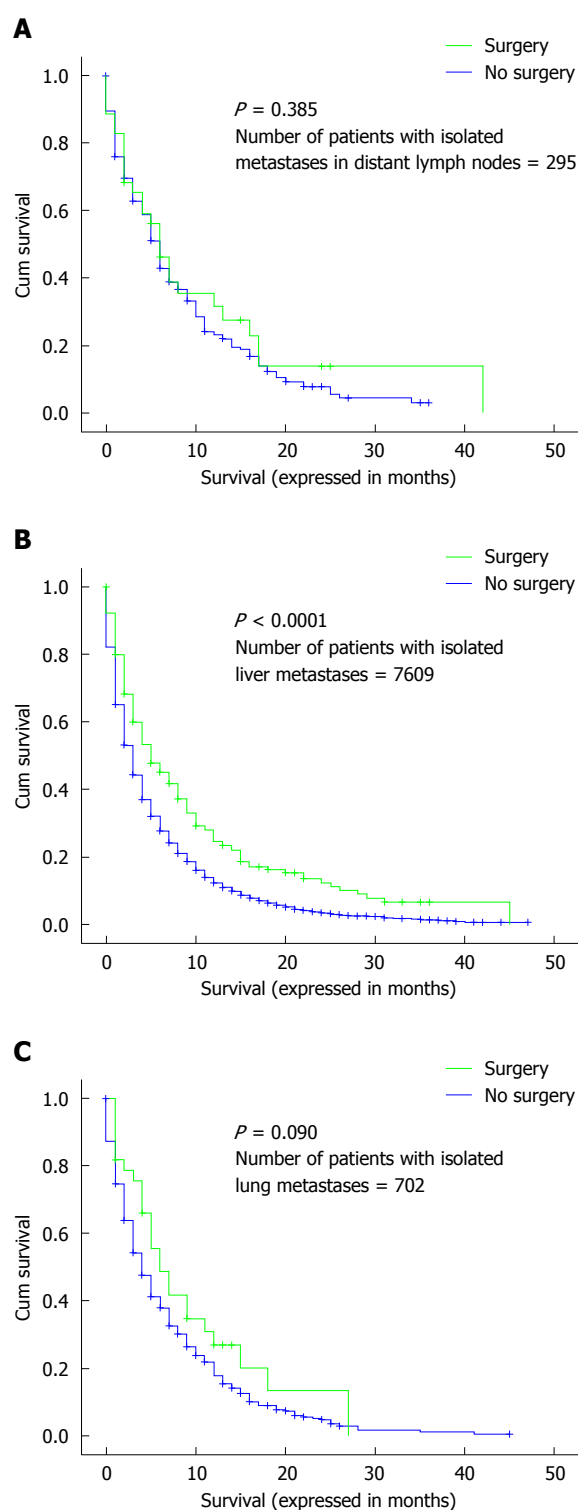 A
Surgery
No surgery
P = 0.385
Number of patients with isolated
metastases in distant lymph nodes = 295
Cum survival
1.0
0.8
0.6
0.4
0.2
0.0
0 10 20 30 40 50
Survival (expressed in months)
B
Surgery
No surgery
P < 0.0001
Number of patients with isolated
liver metastases = 7609
Cum survival
1.0
0.8
0.6
0.4
0.2
0.0
0 10 20 30 40 50
Survival (expressed in months)
C
Surgery
No surgery
P = 0.090
Number of patients with isolated
lung metastases = 702
Cum survival
1.0
0.8
0.6
0.4
0.2
0.0
0 10 20 30 40 50
Survival (expressed in months)